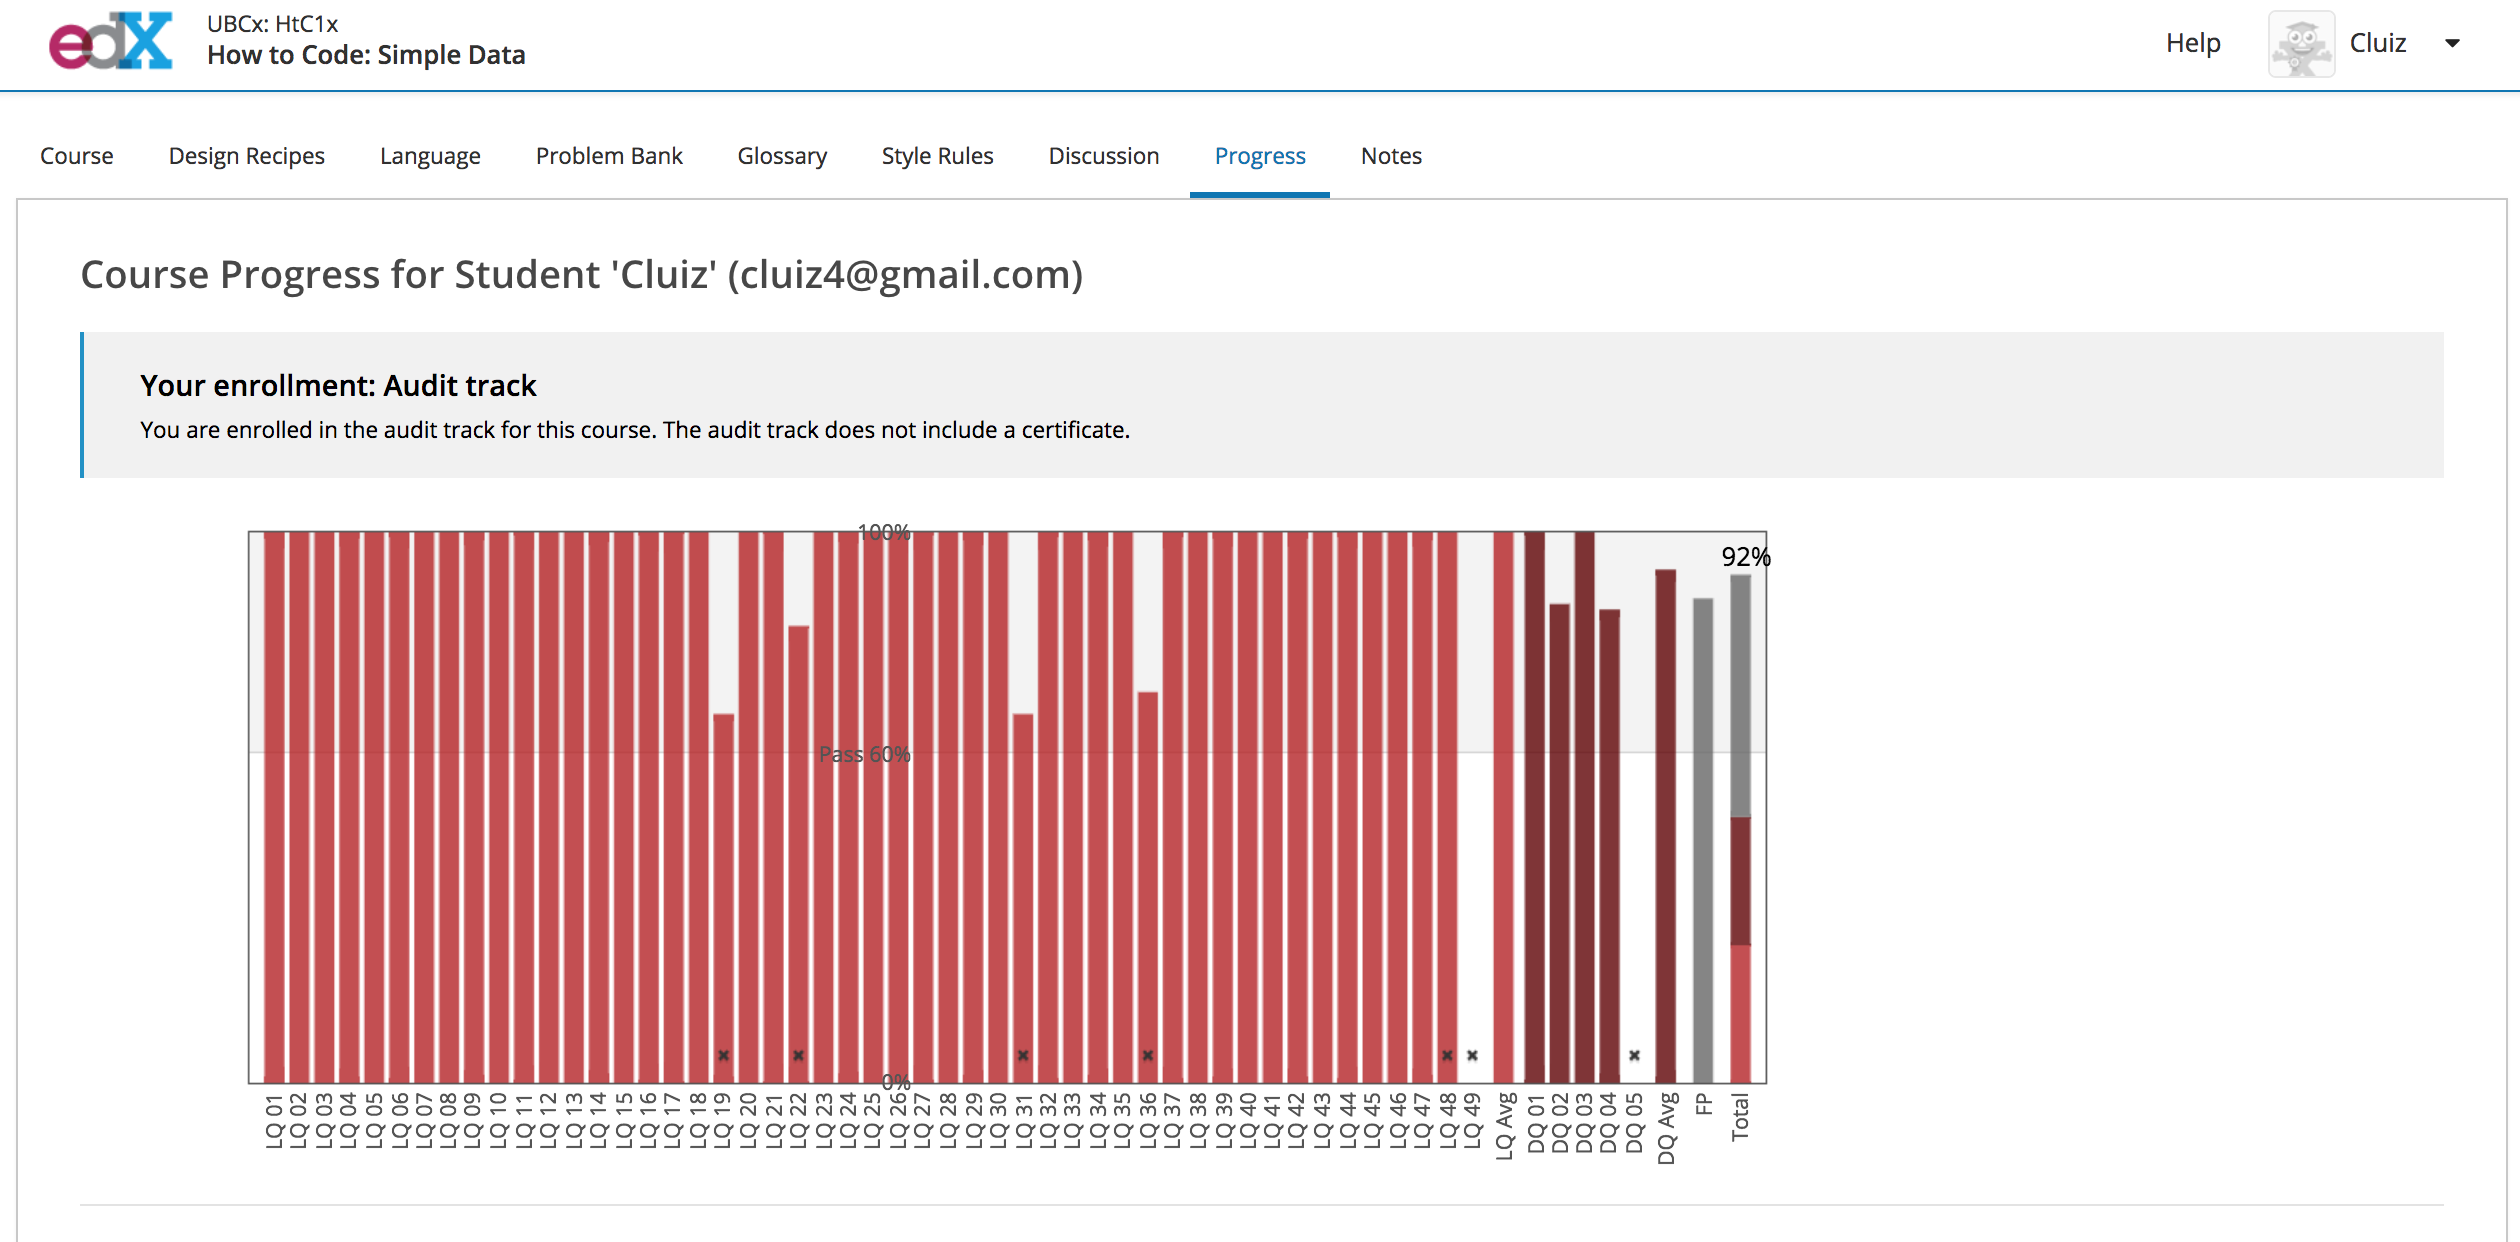 edX
UBCx: HtC1x
How to Code: Simple Data
Help
Cluiz
Course
Design Recipes
Language
Problem Bank
Glossary
Style Rules
Discussion
Progress
Notes
Course Progress for Student 'Cluiz' (cluiz4@gmail.com)
Your enrollment: Audit track
You are enrolled in the audit track for this course. The audit track does not include a certificate.
100%
92%
Pass 60%
0%
LQ 01
LQ 02
LQ 03
LQ 04
LQ 05
LQ 06
LQ 07
LQ 08
LQ 09
LQ 10
LQ 11
LQ 12
LQ 13
LQ 14
LQ 15
LQ 16
LQ 17
LQ 18
LQ 19
LQ 20
LQ 21
LQ 22
LQ 23
LQ 24
LQ 25
LQ 26
LQ 27
LQ 28
LQ 29
LQ 30
LQ 31
LQ 32
LQ 33
LQ 34
LQ 35
LQ 36
LQ 37
LQ 38
LQ 39
LQ 40
LQ 41
LQ 42
LQ 43
LQ 44
LQ 45
LQ 46
LQ 47
LQ 48
LQ 49
LQ Avg
DQ 01
DQ 02
DQ 03
DQ 04
DQ 05
DQ Avg
FP
Total